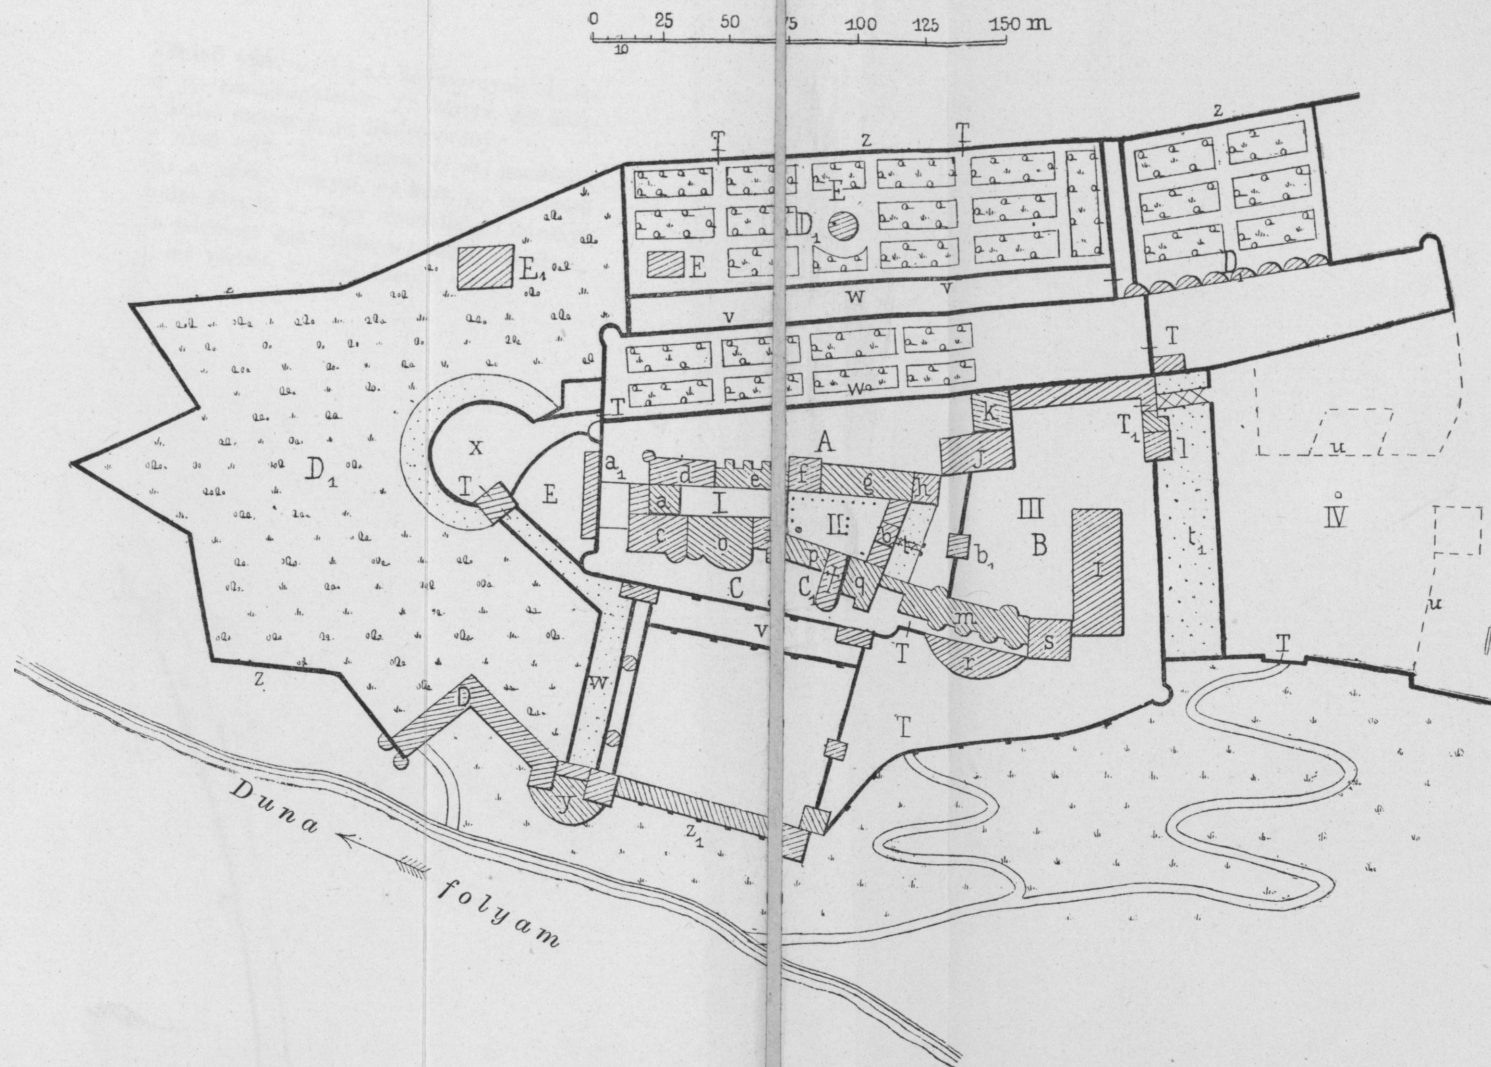 0 25 50 75 100 125 150 m
10
z
T z T
E
1
E₁ E
D₁
w v
v
T
w
T
A k T₁
x a₁ J l u
D₁ d e f g h
T E a I II III IV
B t₁
c o b t b₁ i
p
C C₁ q m u
v T r s T
w
z D
T
y
z₁
Duna
folyam